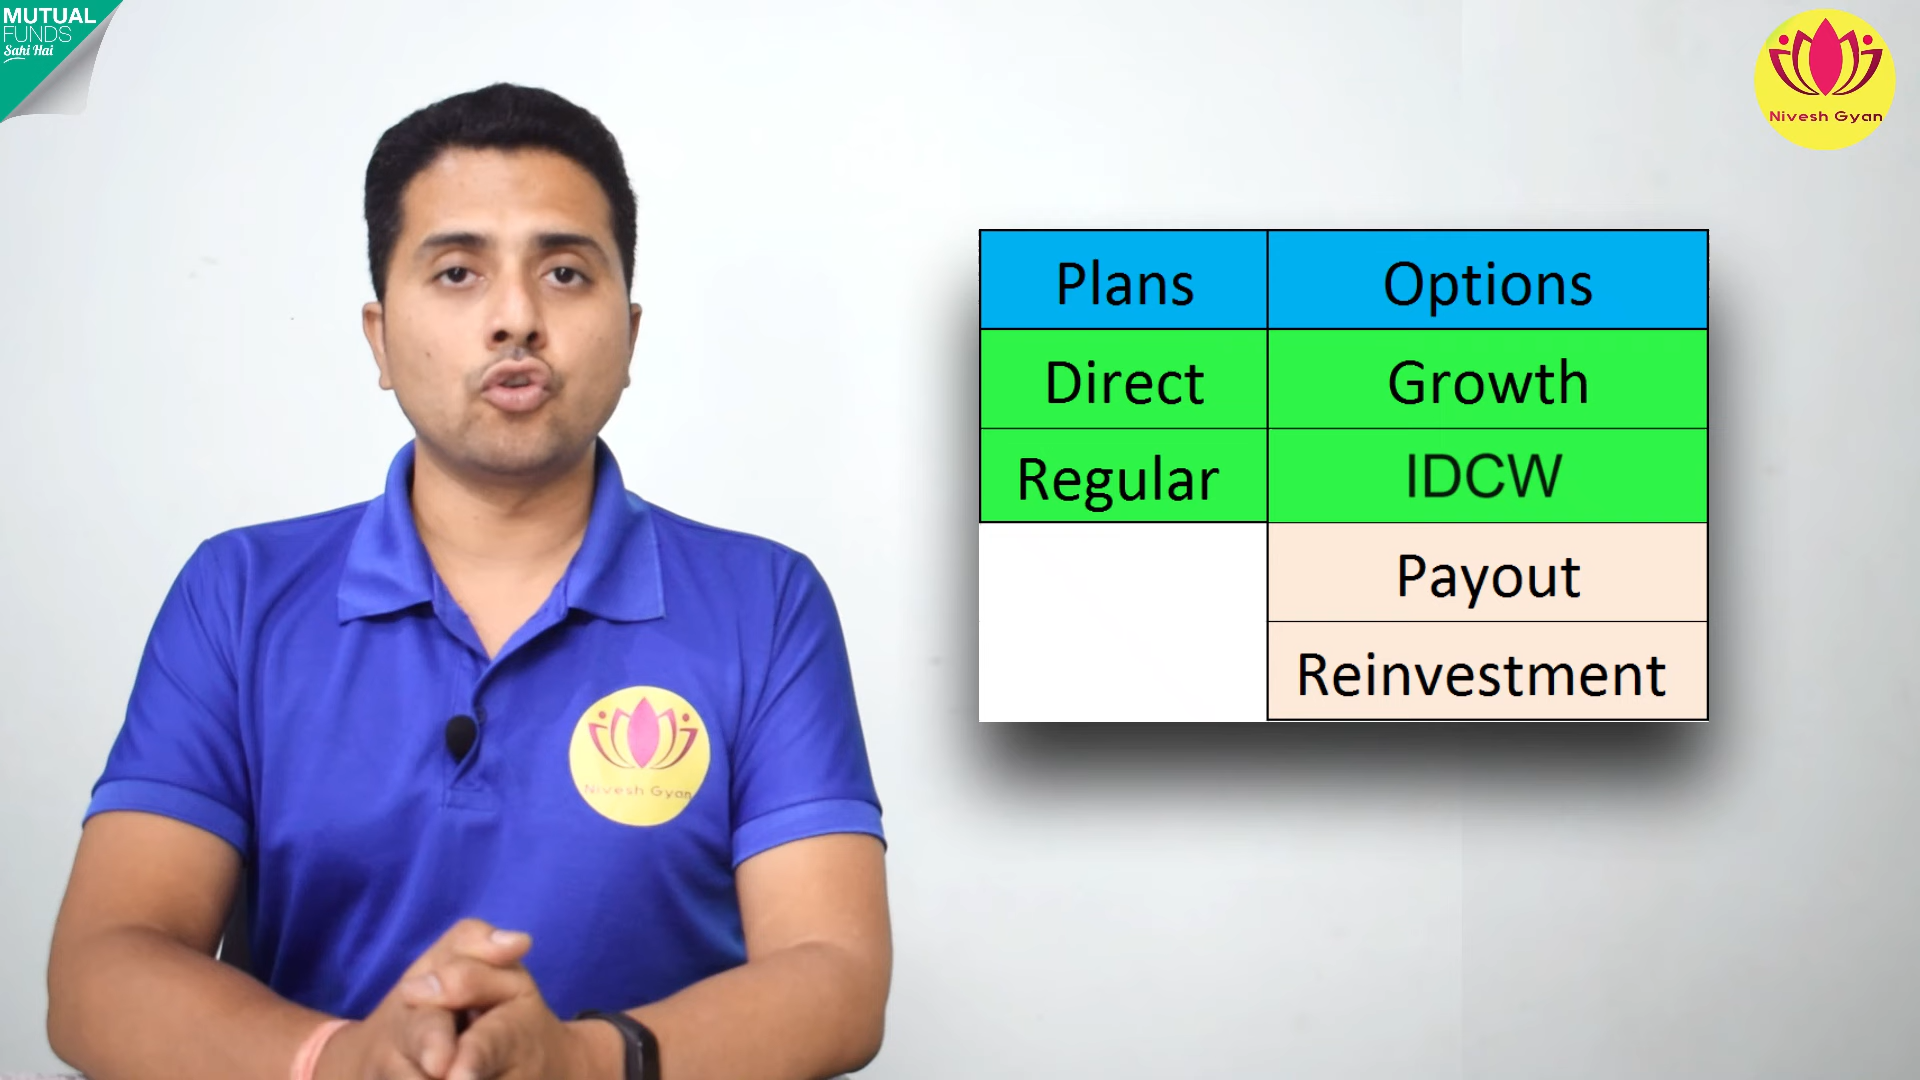 MUTUAL
FUNDS
Sahi Hai
Nivesh Gyan
Plans Options
Direct Growth
Regular IDCW
Payout
Reinvestment
Nivesh Gyan